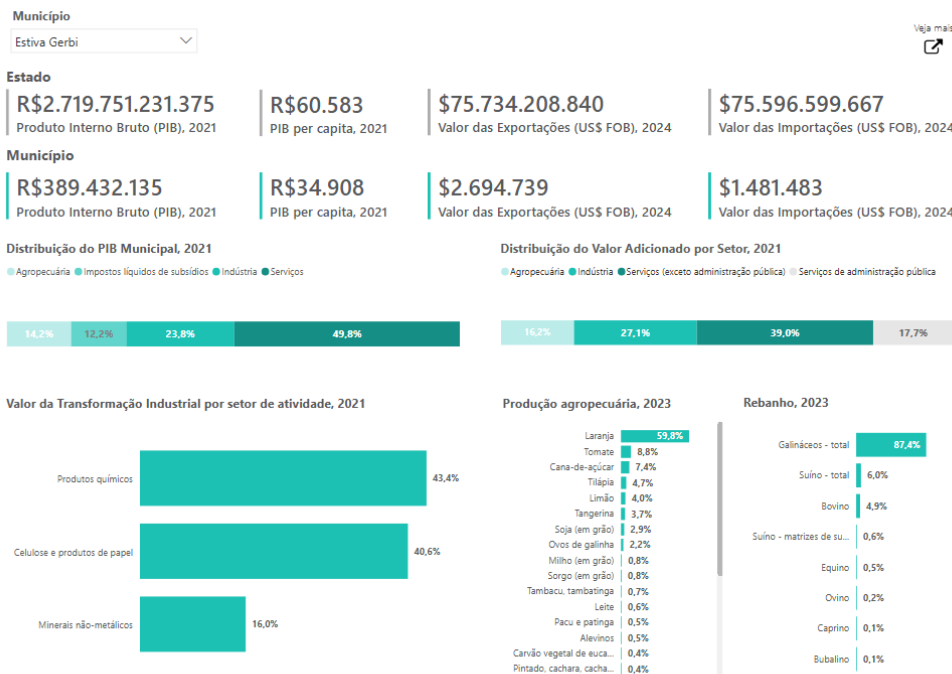 Município
Estiva Gerbi
Veja mais
Estado
R$2.719.751.231.375
Produto Interno Bruto (PIB), 2021
R$60.583
PIB per capita, 2021
$75.734.208.840
Valor das Exportações (US$ FOB), 2024
$75.596.599.667
Valor das Importações (US$ FOB), 2024
Município
R$389.432.135
Produto Interno Bruto (PIB), 2021
R$34.908
PIB per capita, 2021
$2.694.739
Valor das Exportações (US$ FOB), 2024
$1.481.483
Valor das Importações (US$ FOB), 2024
Distribuição do PIB Municipal, 2021
Agropecuária Impostos líquidos de subsídios Indústria Serviços
14,2% 12,2% 23,8% 49,8%
Distribuição do Valor Adicionado por Setor, 2021
Agropecuária Indústria Serviços (exceto administração pública) Serviços de administração pública
16,2% 27,1% 39,0% 17,7%
Valor da Transformação Industrial por setor de atividade, 2021
Produtos químicos 43,4%
Celulose e produtos de papel 40,6%
Minerais não-metálicos 16,0%
Produção agropecuária, 2023
Laranja 59,8%
Tomate 8,8%
Cana-de-açúcar 7,4%
Tilápia 4,7%
Limão 4,0%
Tangerina 3,7%
Soja (em grão) 2,9%
Ovos de galinha 2,2%
Milho (em grão) 0,8%
Sorgo (em grão) 0,8%
Tambacu, tambatinga 0,7%
Leite 0,6%
Pacu e patinga 0,5%
Alevinos 0,5%
Carvão vegetal de euca... 0,4%
Pintado, cachara, cacha... 0,4%
Rebanho, 2023
Galináceos - total 87,4%
Suíno - total 6,0%
Bovino 4,9%
Suíno - matrizes de su... 0,6%
Equino 0,5%
Ovino 0,2%
Caprino 0,1%
Bubalino 0,1%